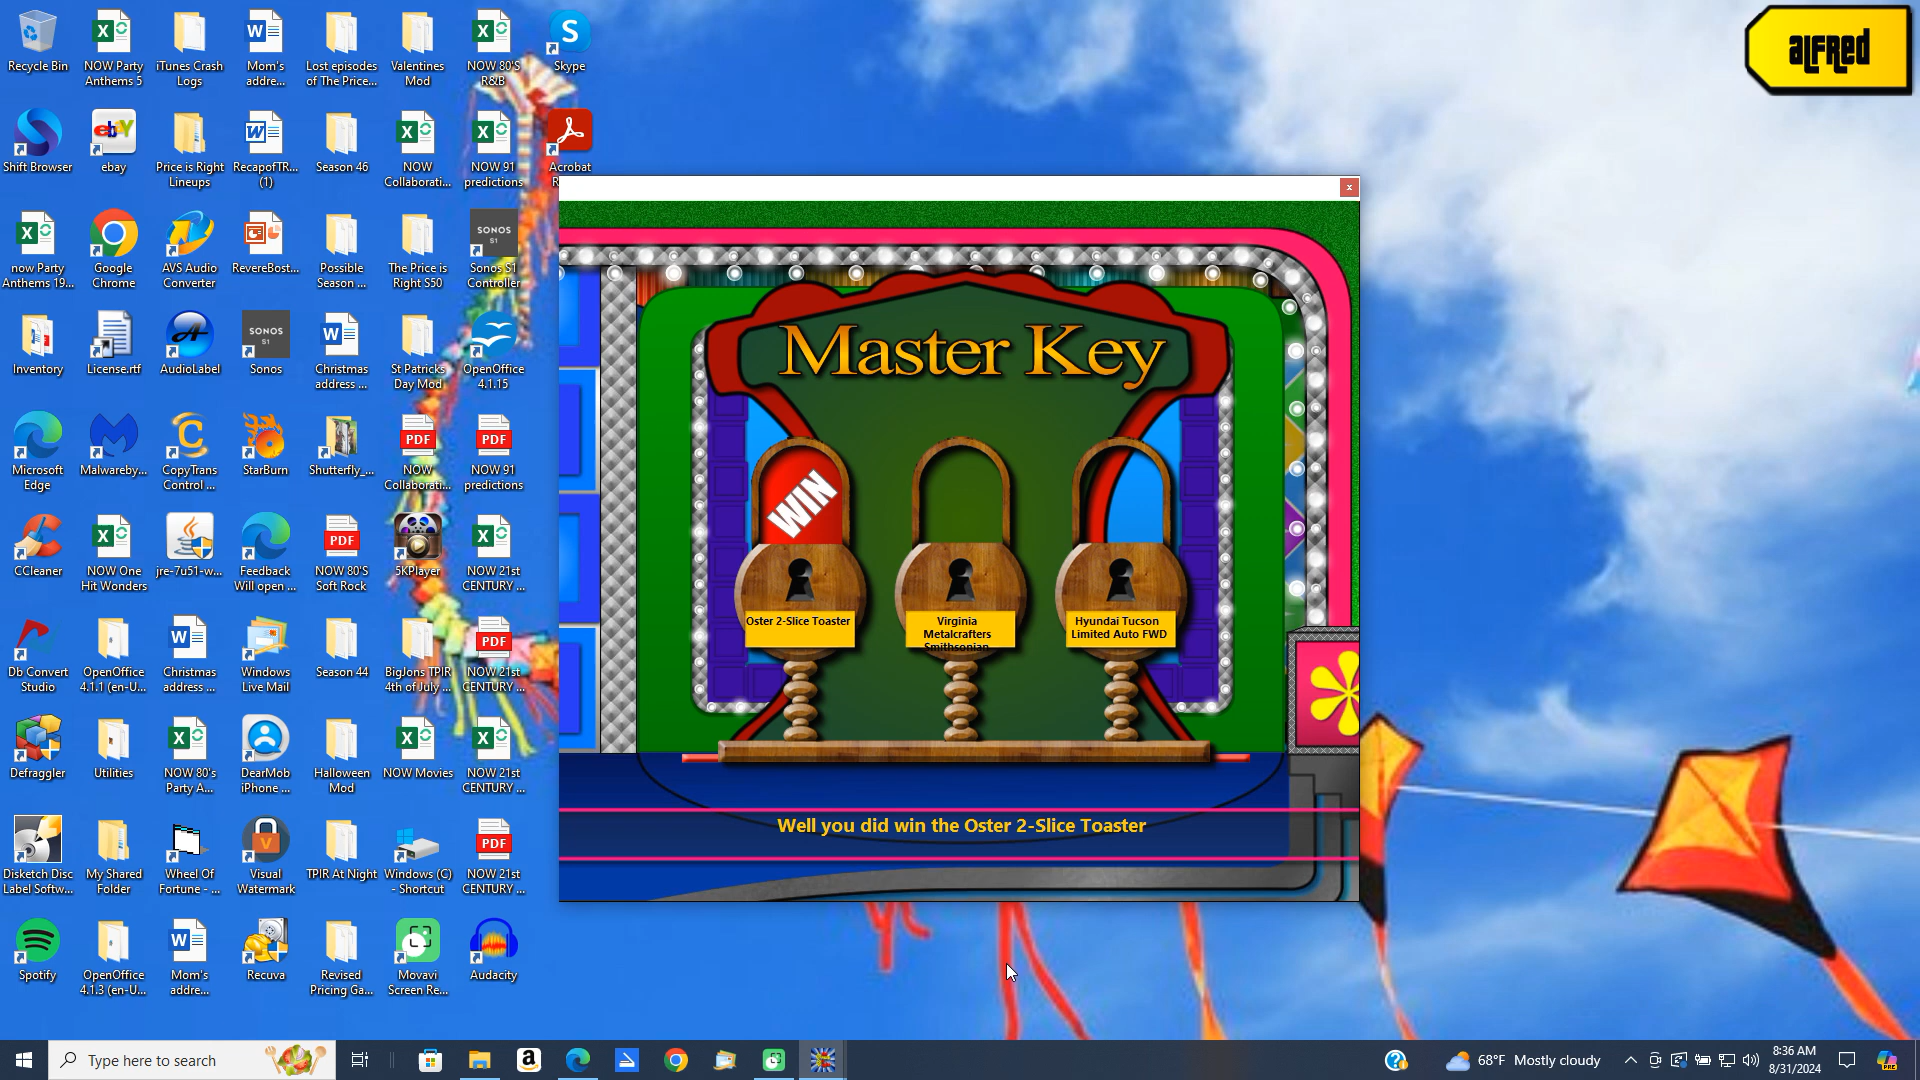 Recycle Bin
NOW Party
Anthems 5
iTunes Crash
Logs
Mom's
addre...
Lost episodes
of The Price...
Valentines
Mod
NOW 80'S
R&B
S
Skype
ALFRED
Shift Browser
ebay
ebay
Price is Right
Lineups
RecapofTR...
(1)
Season 46
NOW
Collaborati...
NOW 91
predictions
Acrobat
now Party
Anthems 19...
Google
Chrome
AVS Audio
Converter
RevereBost...
Possible
Season ...
The Price is
Right S50
SONOS
S1
Sonos S1
Controller
Inventory
License.rtf
AudioLabel
SONOS
S1
Sonos
Christmas
address ...
St Patricks
Day Mod
OpenOffice
4.1.15
Microsoft
Edge
Malwareby...
CopyTrans
Control ...
StarBurn
Shutterfly_...
PDF
NOW
Collaborati...
PDF
NOW 91
predictions
CCleaner
NOW One
Hit Wonders
jre-7u51-w...
Feedback
Will open ...
PDF
NOW 80'S
Soft Rock
5KPlayer
NOW 21st
CENTURY ...
Db Convert
Studio
OpenOffice
4.1.1 (en-U...
Christmas
address ...
Windows
Live Mail
Season 44
BigJons TPIR
4th of July ...
PDF
NOW 21st
CENTURY ...
Defraggler
Utilities
NOW 80's
Party A...
DearMob
iPhone ...
Halloween
Mod
NOW Movies
NOW 21st
CENTURY ...
Disketch Disc
Label Softw...
My Shared
Folder
Wheel Of
Fortune - ...
Visual
Watermark
TPIR At Night
Windows (C)
- Shortcut
PDF
NOW 21st
CENTURY ...
Spotify
OpenOffice
4.1.3 (en-U...
Mom's
addre...
Recuva
Revised
Pricing Ga...
Movavi
Screen Re...
Audacity
Master Key
WIN
Oster 2-Slice Toaster
Virginia
Metalcrafters
Smithsonian
Hyundai Tucson
Limited Auto FWD
Well you did win the Oster 2-Slice Toaster
Type here to search
68°F Mostly cloudy
8:36 AM
8/31/2024